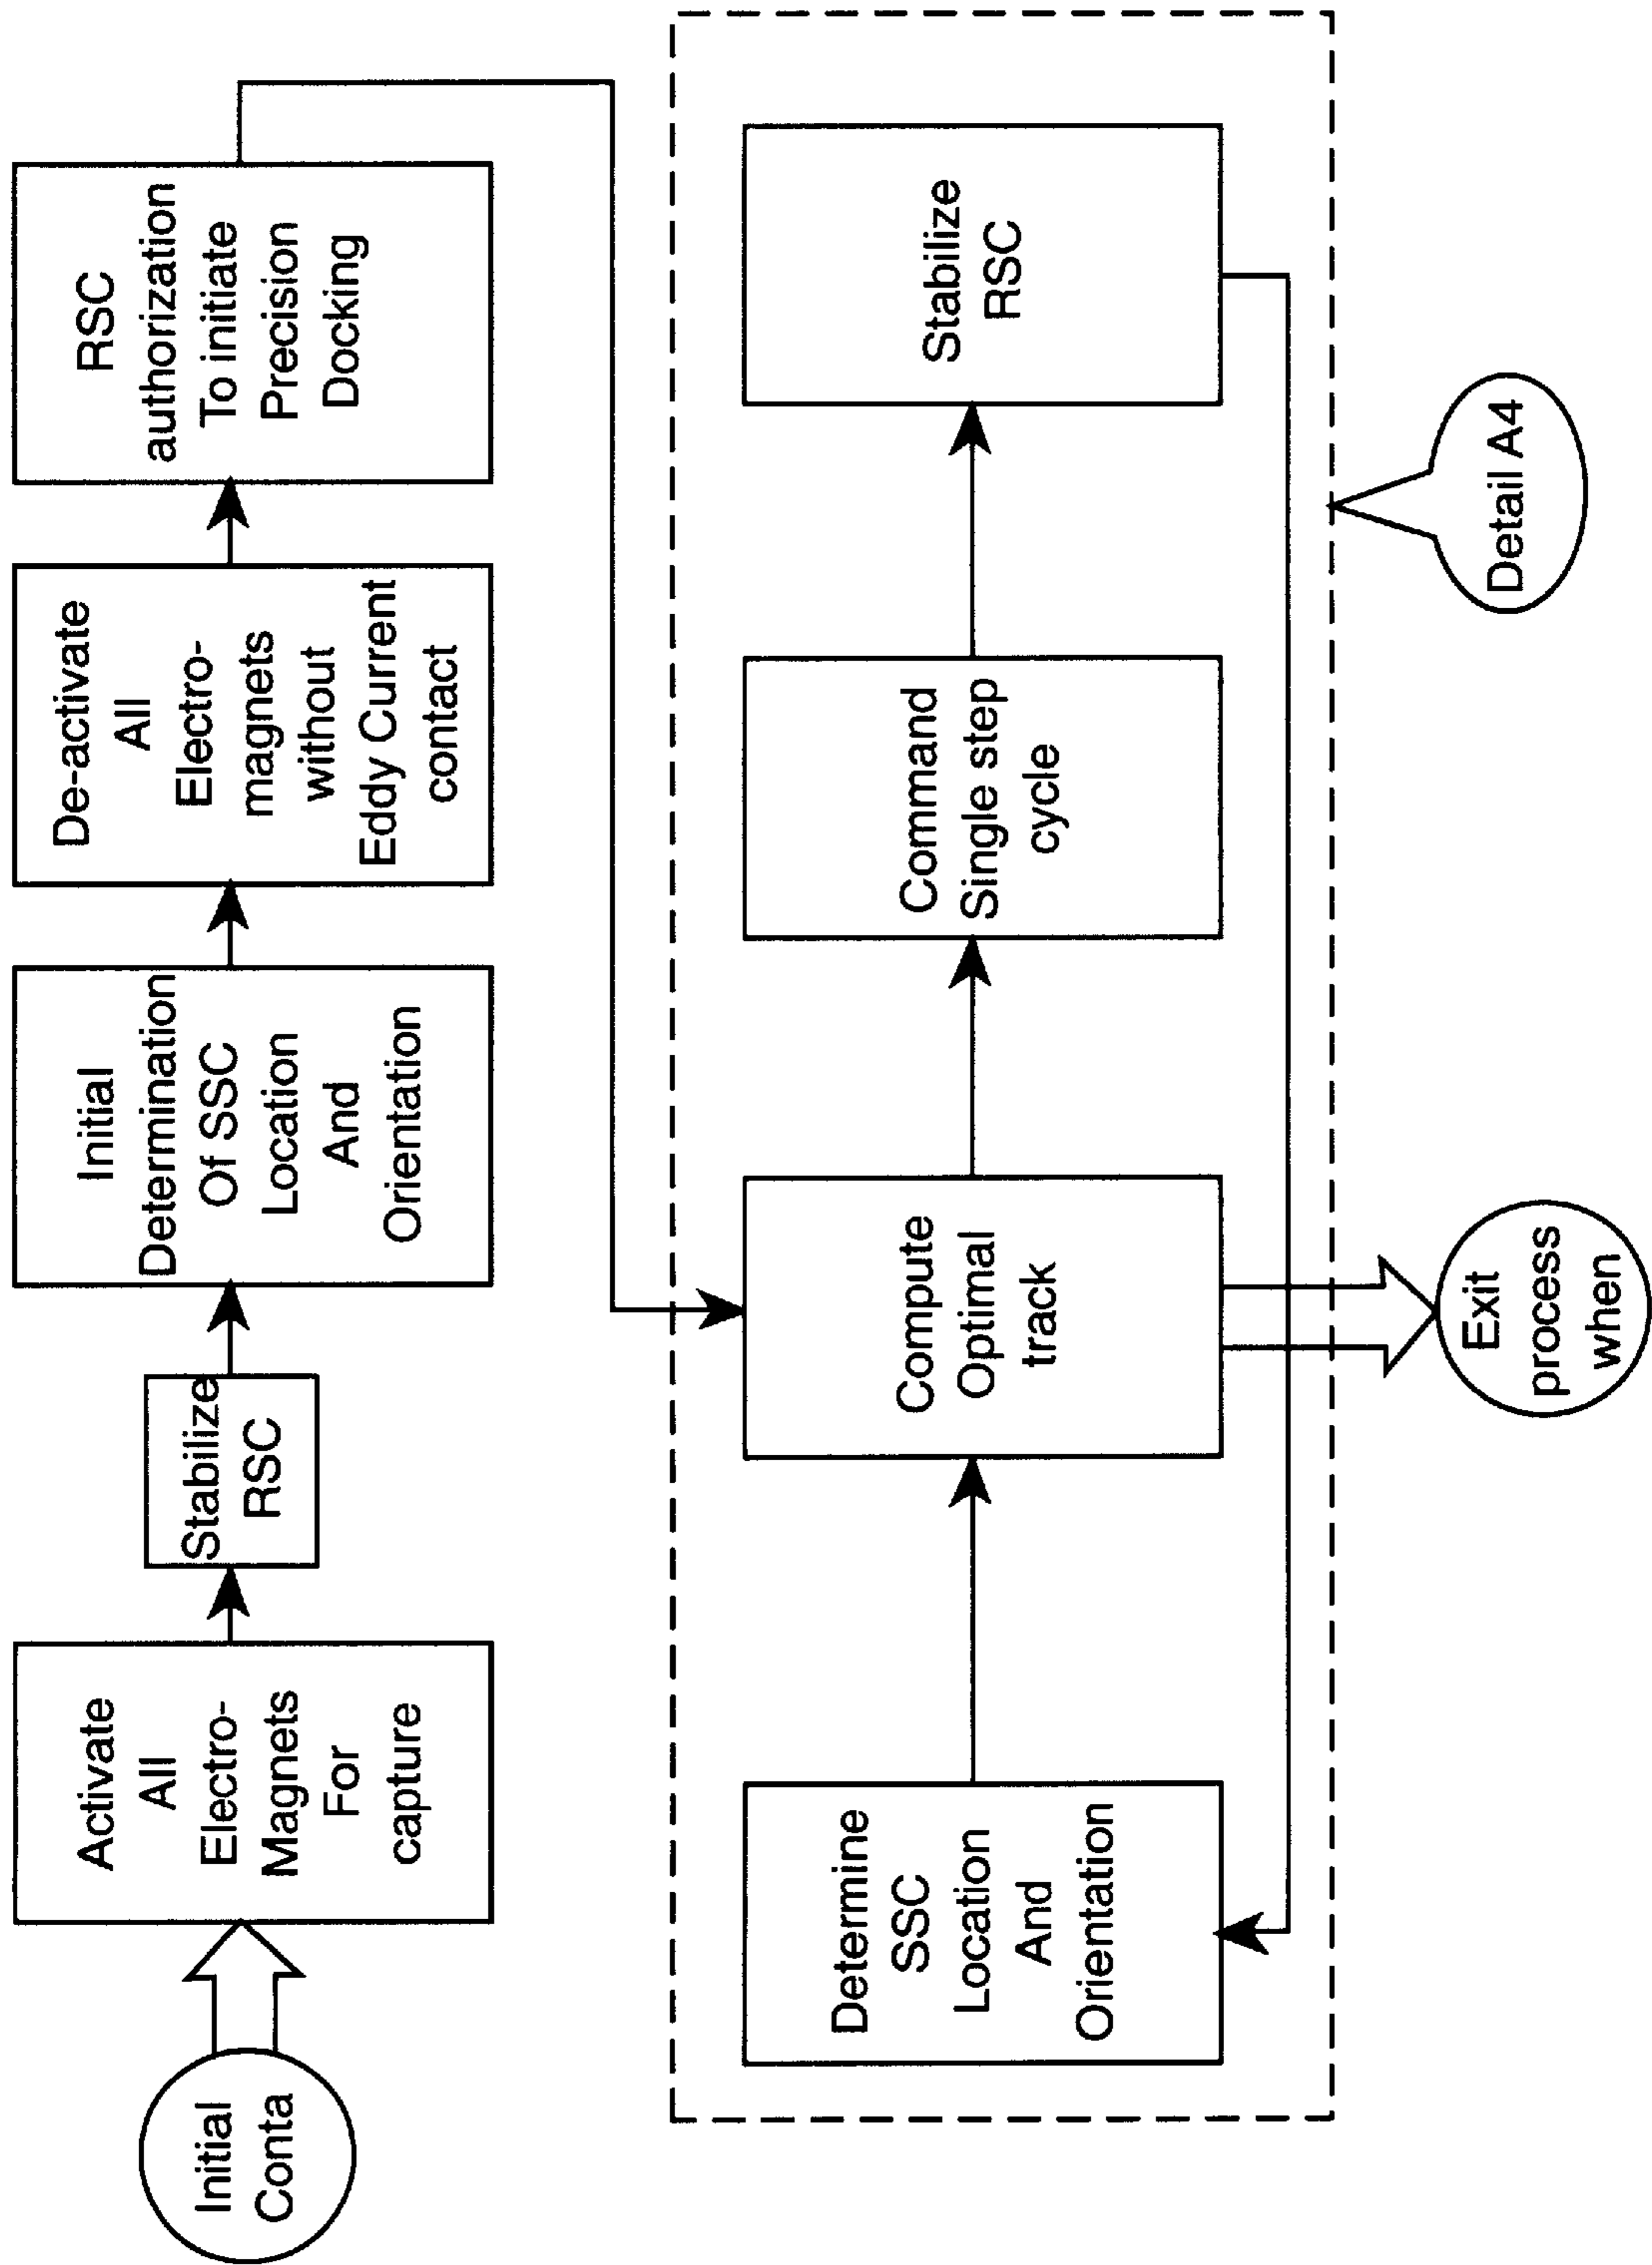 Initial
Conta
Activate
All
Electro-
Magnets
For
capture
Stabilize
RSC
Initial
Determination
Of SSC
Location
And
Orientation
De-activate
All
Electro-
magnets
without
Eddy Current
contact
RSC
authorization
To initiate
Precision
Docking
Determine
SSC
Location
And
Orientation
Compute
Optimal
track
Command
Single step
cycle
Stabilize
RSC
Exit
process
when
Detail A4